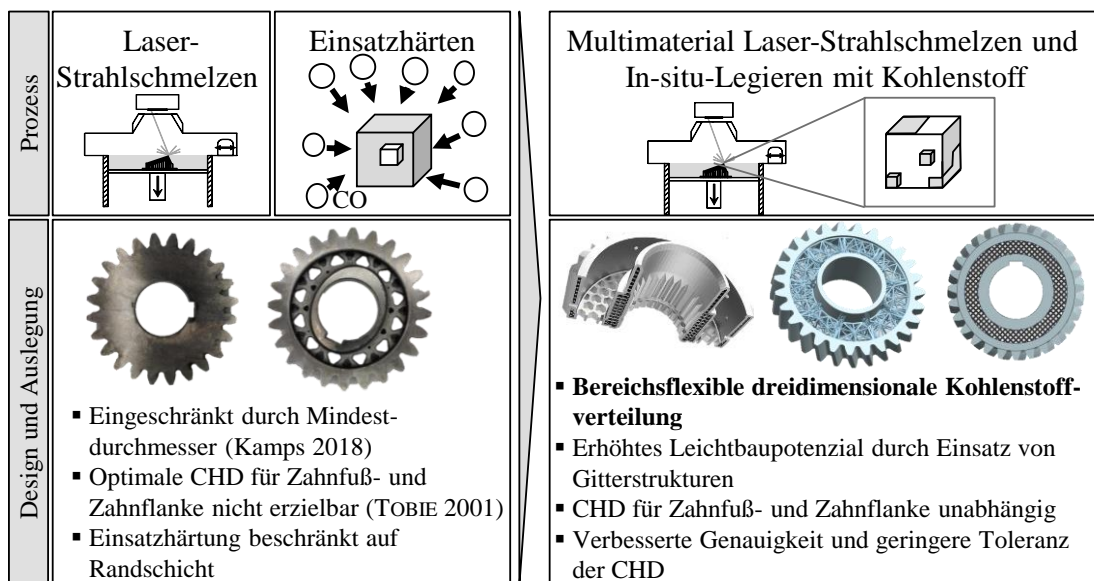 Prozess
Laser-
Strahlschmelzen
Einsatzhärten
CO
Multimaterial Laser-Strahlschmelzen und
In-situ-Legieren mit Kohlenstoff
Design und Auslegung
▪ Eingeschränkt durch Mindest-
durchmesser (Kamps 2018)
▪ Optimale CHD für Zahnfuß- und
Zahnflanke nicht erzielbar (TOBIE 2001)
▪ Einsatzhärtung beschränkt auf
Randschicht
▪ Bereichsflexible dreidimensionale Kohlenstoff-
verteilung
▪ Erhöhtes Leichtbaupotenzial durch Einsatz von
Gitterstrukturen
▪ CHD für Zahnfuß- und Zahnflanke unabhängig
▪ Verbesserte Genauigkeit und geringere Toleranz
der CHD